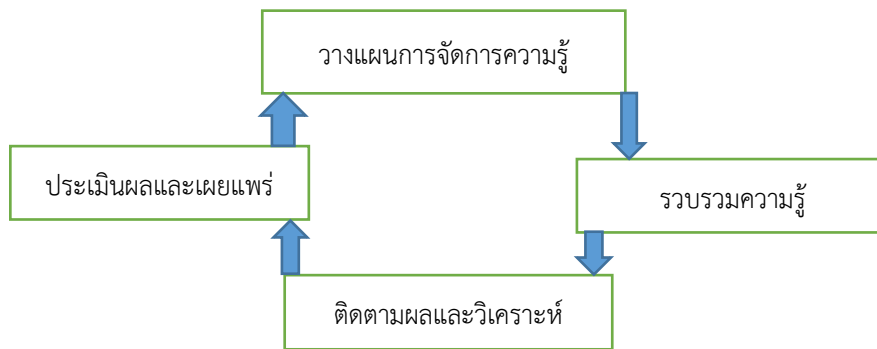 วางแผนการจัดการความรู้
ประเมินผลและเผยแพร่
รวบรวมความรู้
ติดตามผลและวิเคราะห์